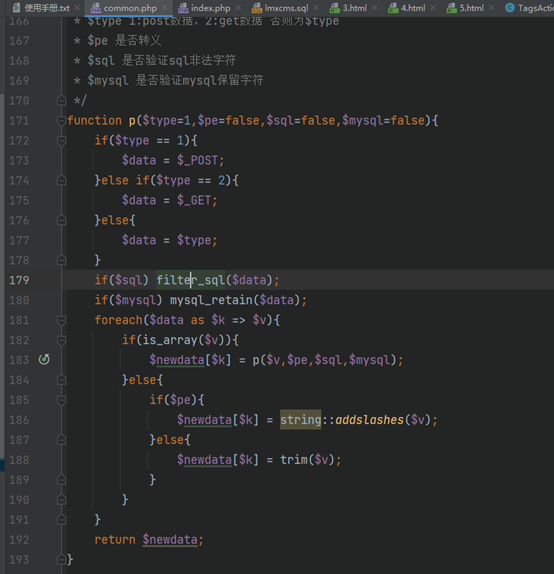 使用手册.txt common.php index.php lmxcms.sql 3.html 4.html 5.html TagsActi
166 * $type 1:post数据, 2:get数据 否则为$type
167 * $pe 是否转义
168 * $sql 是否验证sql非法字符
169 * $mysql 是否验证mysql保留字符
170 */
171 function p($type=1,$pe=false,$sql=false,$mysql=false){
172 if($type == 1){
173 $data = $_POST;
174 }else if($type == 2){
175 $data = $_GET;
176 }else{
177 $data = $type;
178 }
179 if($sql) filter_sql($data);
180 if($mysql) mysql_retain($data);
181 foreach($data as $k => $v){
182 if(is_array($v)){
183 $newdata[$k] = p($v,$pe,$sql,$mysql);
184 }else{
185 if($pe){
186 $newdata[$k] = string::addslashes($v);
187 }else{
188 $newdata[$k] = trim($v);
189 }
190 }
191 }
192 return $newdata;
193 }